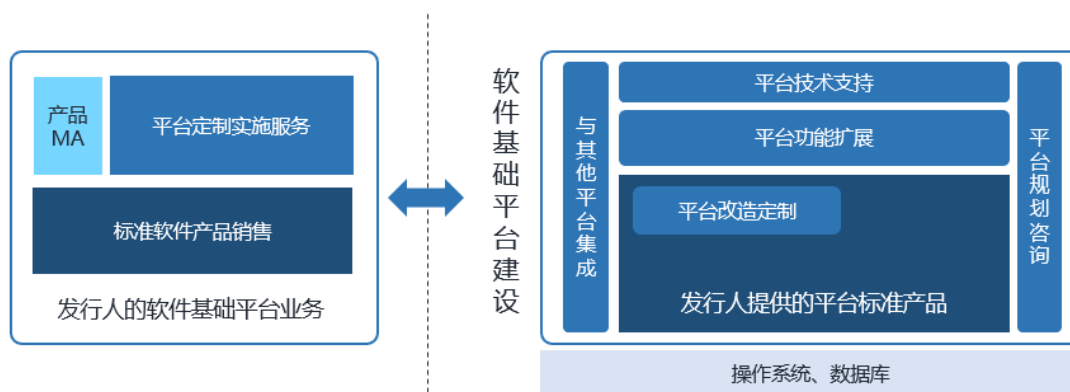 产品
MA
平台定制实施服务
标准软件产品销售
发行人的软件基础平台业务
软件基础平台建设
与其他平台集成
平台技术支持
平台功能扩展
平台改造定制
发行人提供的平台标准产品
平台规划咨询
操作系统、数据库